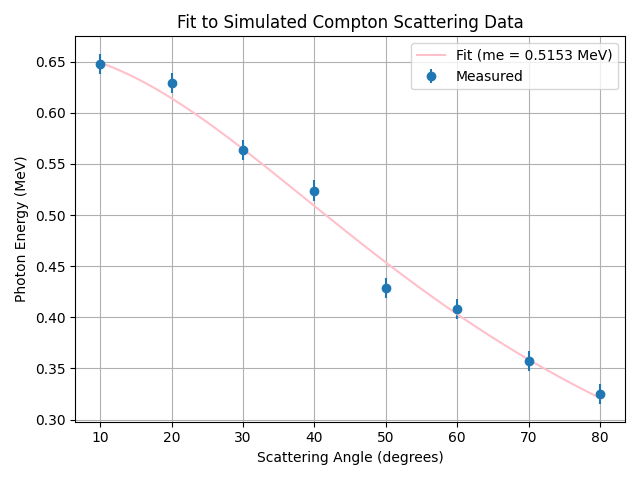 Fit to Simulated Compton Scattering Data
Fit (me = 0.5153 MeV)
Measured
Photon Energy (MeV)
0.65
0.60
0.55
0.50
0.45
0.40
0.35
0.30
10 20 30 40 50 60 70 80
Scattering Angle (degrees)